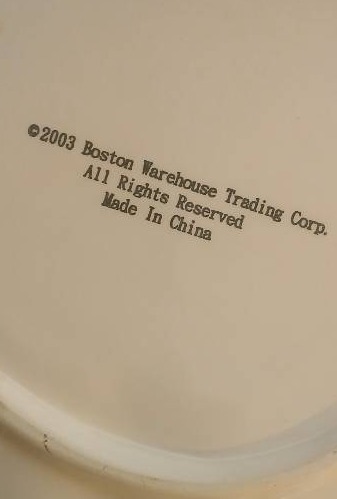 ©2003 Boston Warehouse Trading Corp.
All Rights Reserved
Made In China